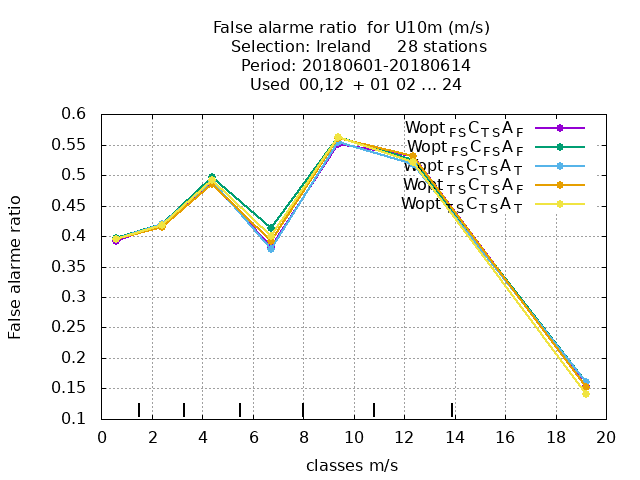 False alarme ratio  for U10m (m/s)
Selection: Ireland     28 stations
Period: 20180601-20180614
Used  00,12  + 01 02 ... 24
0.6
0.55
0.5
0.45
0.4
0.35
0.3
0.25
0.2
0.15
0.1
False alarme ratio
Wopt FS C TS A F
Wopt FS C FS A F
Wopt FS C TS A T
Wopt TS C TS A F
Wopt TS C TS A T
0 2 4 6 8 10 12 14 16 18 20
classes m/s